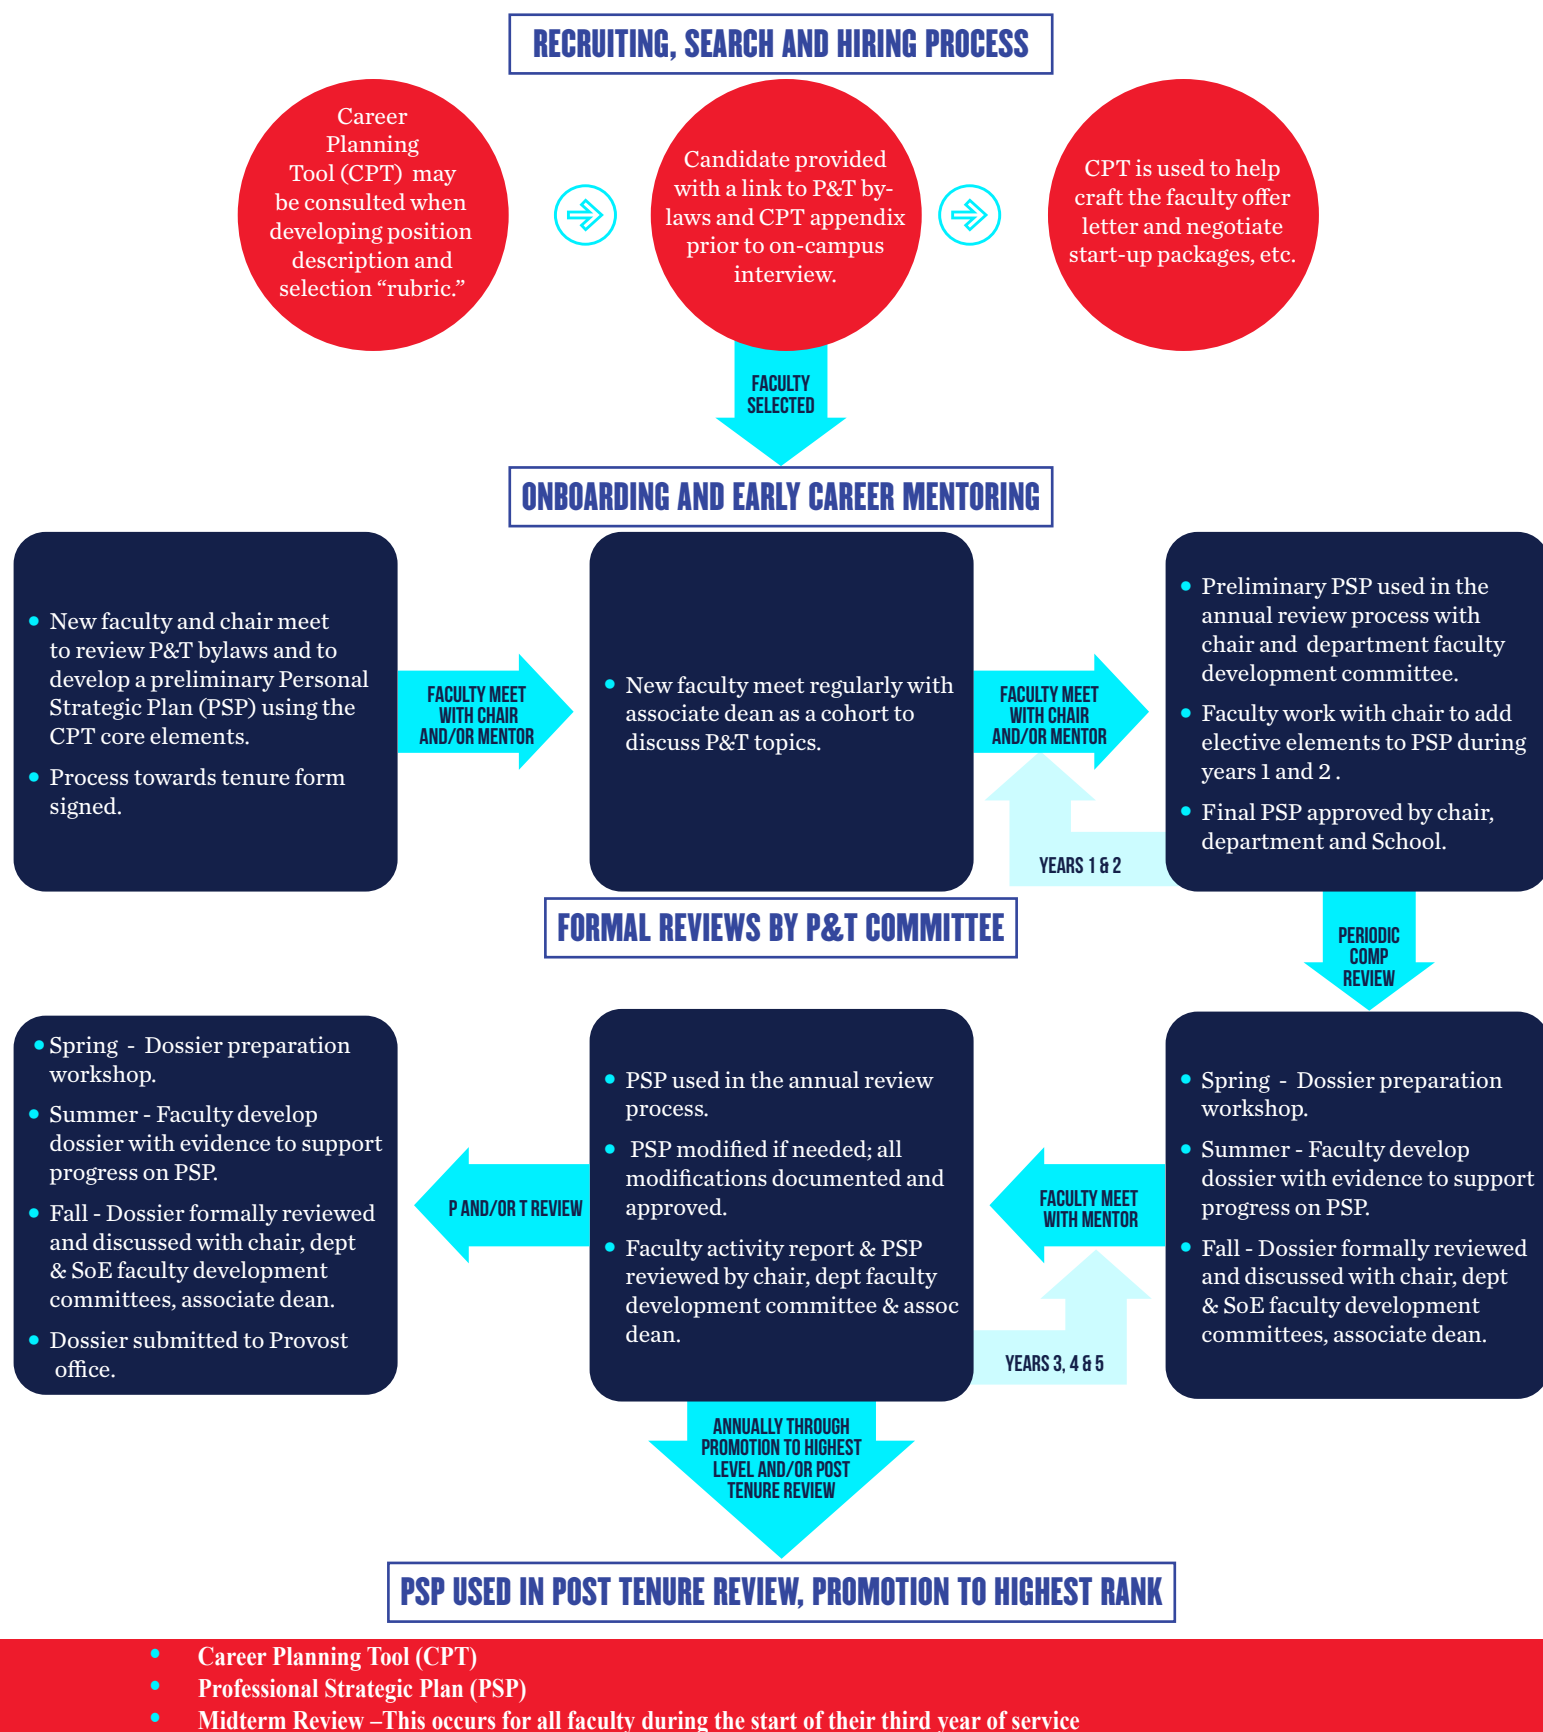 RECRUITING, SEARCH AND HIRING PROCESS
Career
Planning
Tool (CPT) may
be consulted when
developing position
description and
selection “rubric.”
Candidate provided
with a link to P&T by-
laws and CPT appendix
prior to on-campus
interview.
CPT is used to help
craft the faculty offer
letter and negotiate
start-up packages, etc.
FACULTY
SELECTED
ONBOARDING AND EARLY CAREER MENTORING
• New faculty and chair meet
to review P&T bylaws and to
develop a preliminary Personal
Strategic Plan (PSP) using the
CPT core elements.
• Process towards tenure form
signed.
FACULTY MEET
WITH CHAIR
AND/OR MENTOR
• New faculty meet regularly with
associate dean as a cohort to
discuss P&T topics.
FACULTY MEET
WITH CHAIR
AND/OR MENTOR
YEARS 1 & 2
• Preliminary PSP used in the
annual review process with
chair and department faculty
development committee.
• Faculty work with chair to add
elective elements to PSP during
years 1 and 2 .
• Final PSP approved by chair,
department and School.
FORMAL REVIEWS BY P&T COMMITTEE
PERIODIC
COMP
REVIEW
• Spring - Dossier preparation
workshop.
• Summer - Faculty develop
dossier with evidence to support
progress on PSP.
• Fall - Dossier formally reviewed
and discussed with chair, dept
& SoE faculty development
committees, associate dean.
FACULTY MEET
WITH MENTOR
YEARS 3, 4 & 5
• PSP used in the annual review
process.
• PSP modified if needed; all
modifications documented and
approved.
• Faculty activity report & PSP
reviewed by chair, dept faculty
development committee & assoc
dean.
P AND/OR T REVIEW
• Spring - Dossier preparation
workshop.
• Summer - Faculty develop
dossier with evidence to support
progress on PSP.
• Fall - Dossier formally reviewed
and discussed with chair, dept
& SoE faculty development
committees, associate dean.
• Dossier submitted to Provost
office.
ANNUALLY THROUGH
PROMOTION TO HIGHEST
LEVEL AND/OR POST
TENURE REVIEW
PSP USED IN POST TENURE REVIEW, PROMOTION TO HIGHEST RANK
• Career Planning Tool (CPT)
• Professional Strategic Plan (PSP)
• Midterm Review –This occurs for all faculty during the start of their third year of service